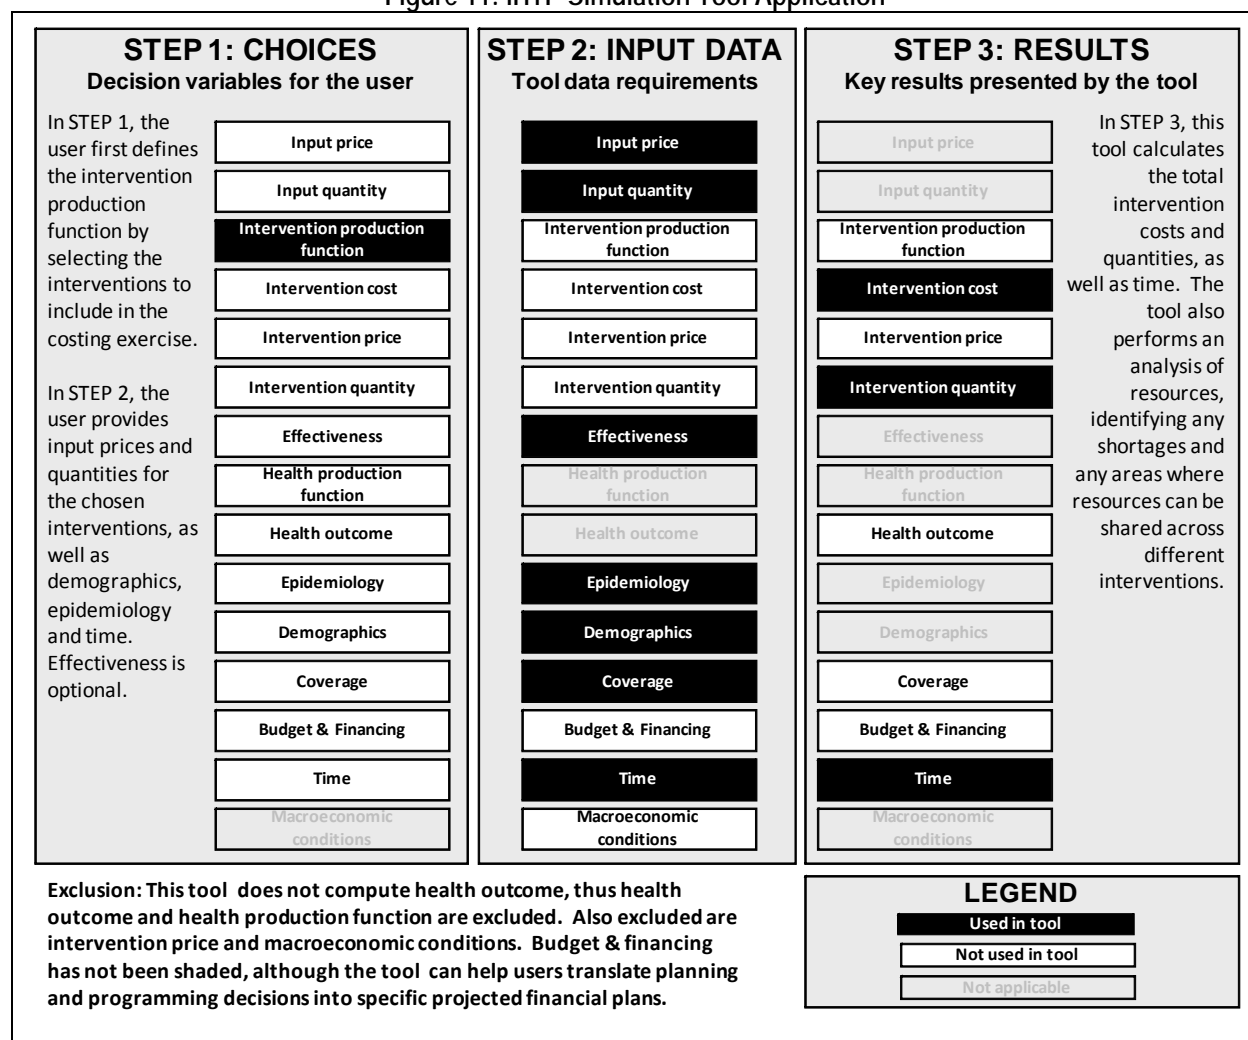 Figure 11: IHTP Simulation Tool Application
STEP 1: CHOICES
Decision variables for the user
In STEP 1, the
user first defines
the intervention
production
function by
selecting the
interventions to
include in the
costing exercise.
In STEP 2, the
user provides
input prices and
quantities for
the chosen
interventions, as
well as
demographics,
epidemiology
and time.
Effectiveness is
optional.
Input price
Input quantity
Intervention production
function
Intervention cost
Intervention price
Intervention quantity
Effectiveness
Health production
function
Health outcome
Epidemiology
Demographics
Coverage
Budget & Financing
Time
Macroeconomic
conditions
STEP 2: INPUT DATA
Tool data requirements
Input price
Input quantity
Intervention production
function
Intervention cost
Intervention price
Intervention quantity
Effectiveness
Health production
function
Health outcome
Epidemiology
Demographics
Coverage
Budget & Financing
Time
Macroeconomic
conditions
STEP 3: RESULTS
Key results presented by the tool
Input price
Input quantity
Intervention production
function
Intervention cost
Intervention price
Intervention quantity
Effectiveness
Health production
function
Health outcome
Epidemiology
Demographics
Coverage
Budget & Financing
Time
Macroeconomic
conditions
In STEP 3, this
tool calculates
the total
intervention
costs and
quantities, as
well as time. The
tool also
performs an
analysis of
resources,
identifying any
shortages and
any areas where
resources can be
shared across
different
interventions.
Exclusion: This tool does not compute health outcome, thus health
outcome and health production function are excluded. Also excluded are
intervention price and macroeconomic conditions. Budget & financing
has not been shaded, although the tool can help users translate planning
and programming decisions into specific projected financial plans.
LEGEND
Used in tool
Not used in tool
Not applicable